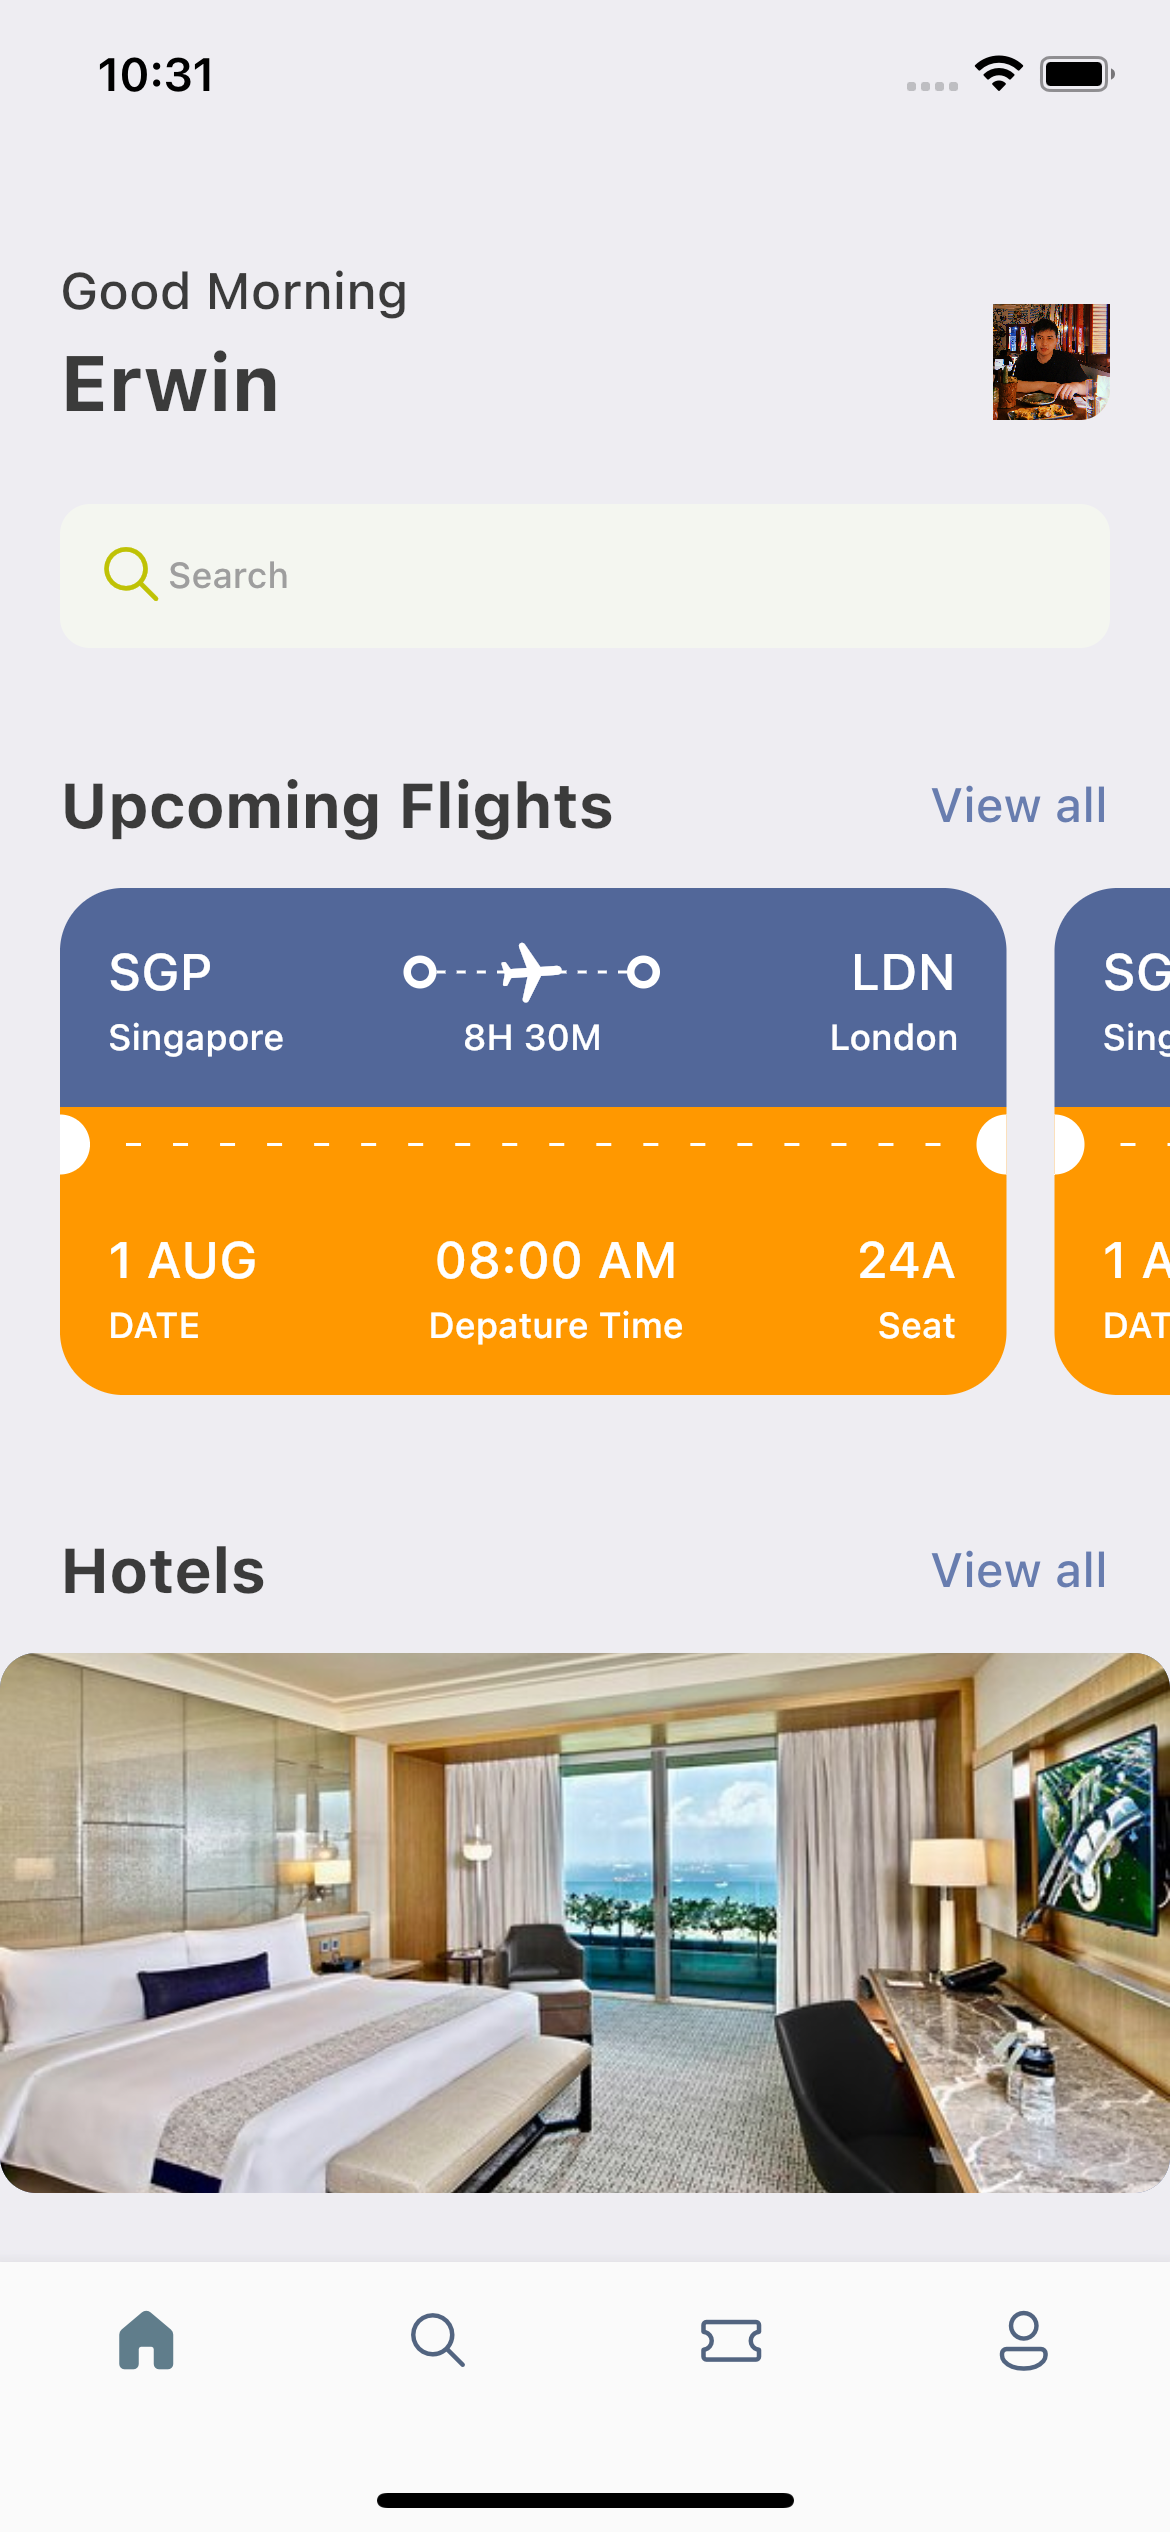 10:31
Good Morning
Erwin
Search
Upcoming Flights View all
SGP LDN SG
Singapore 8H 30M London Sing
1 AUG 08:00 AM 24A 1 A
DATE Depature Time Seat DAT
Hotels View all